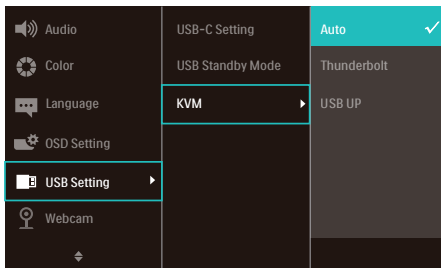 Audio
Color
Language
OSD Setting
USB Setting
Webcam
USB-C Setting
USB Standby Mode
KVM
Auto
Thunderbolt
USB UP